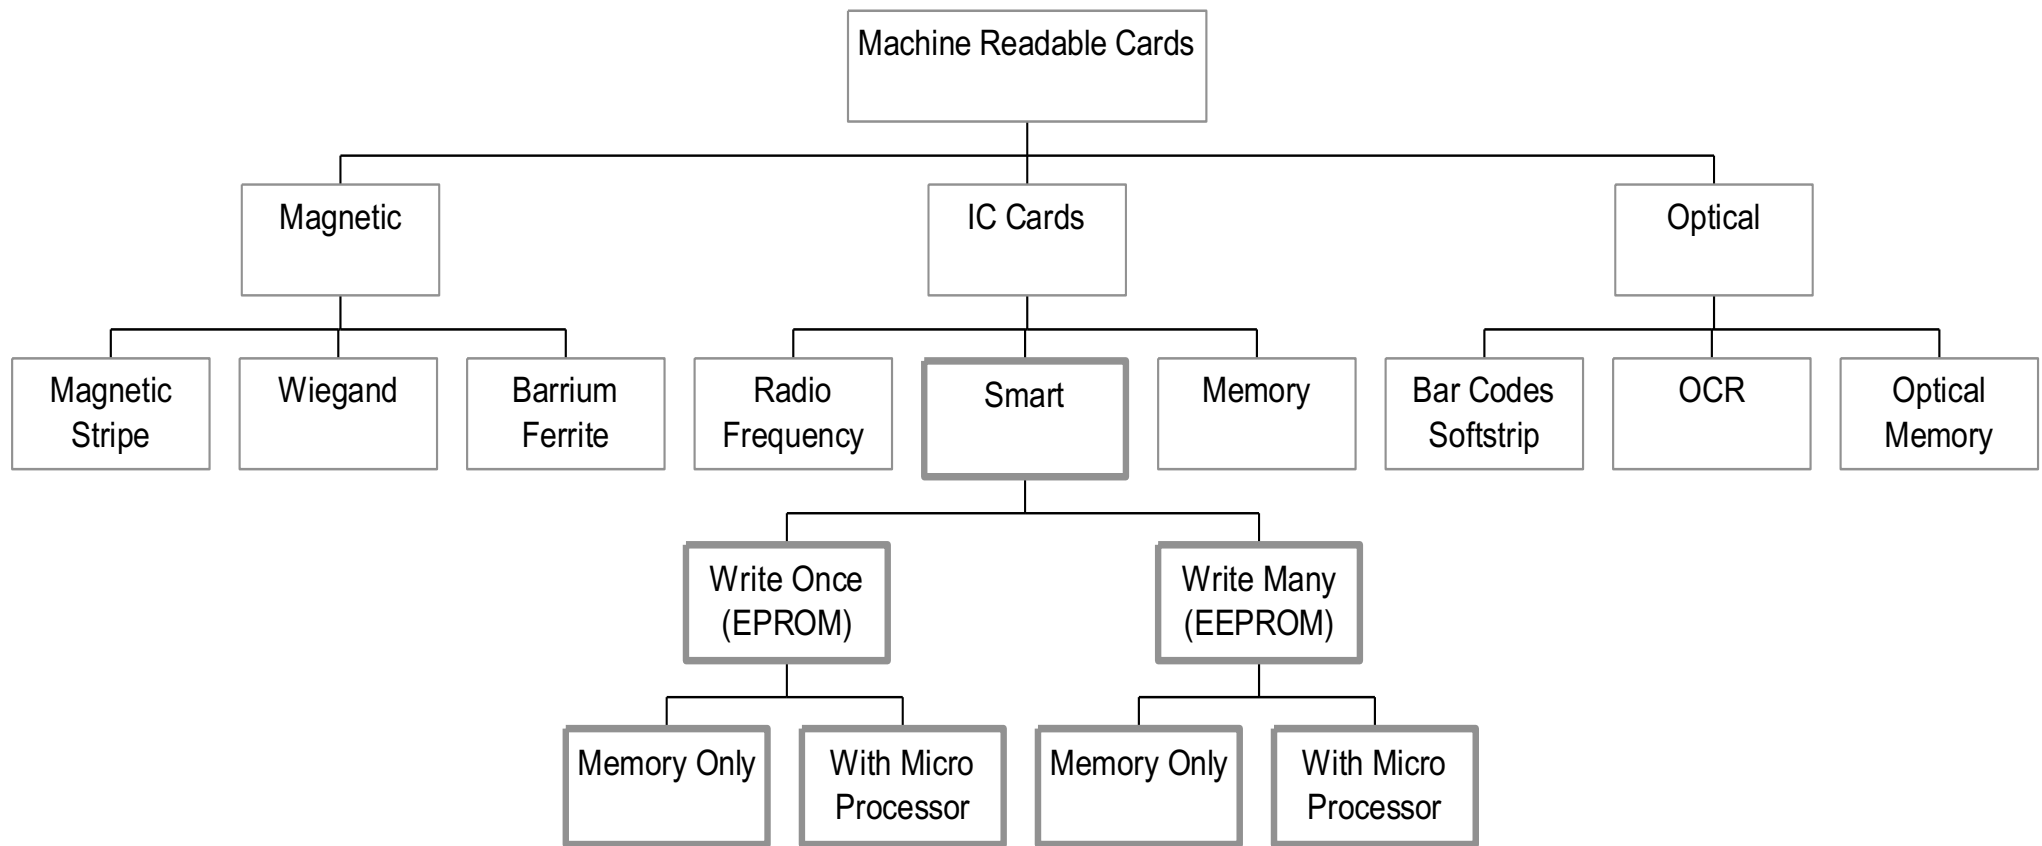 Machine Readable Cards
Magnetic
IC Cards
Optical
Magnetic
Stripe
Wiegand
Barrium
Ferrite
Radio
Frequency
Smart
Memory
Bar Codes
Softstrip
OCR
Optical
Memory
Write Once
(EPROM)
Write Many
(EEPROM)
Memory Only
With Micro
Processor
Memory Only
With Micro
Processor